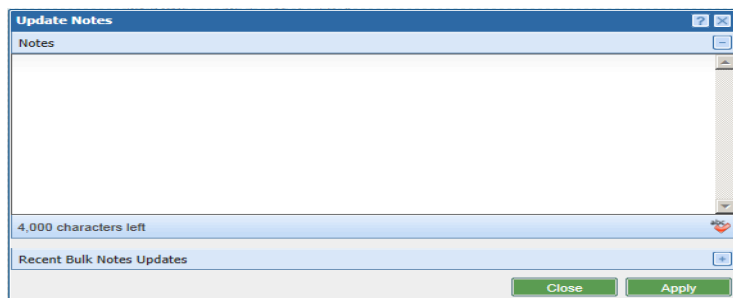 Update Notes
Notes
4,000 characters left
Recent Bulk Notes Updates
Close Apply